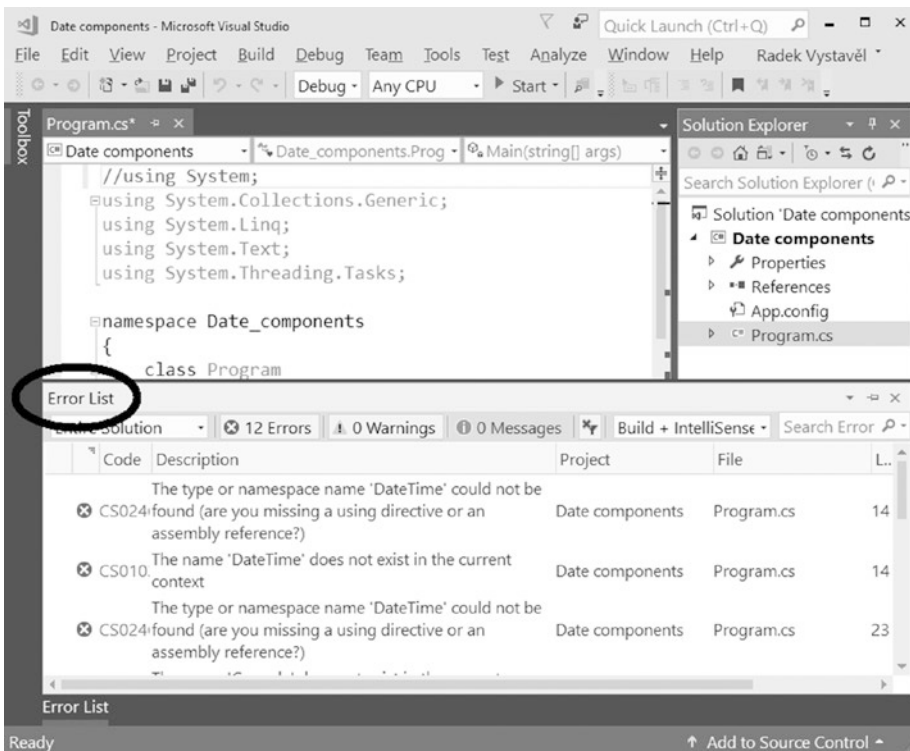 Date components - Microsoft Visual Studio
Quick Launch (Ctrl+Q)
File Edit View Project Build Debug Team Tools Test Analyze Window Help Radek Vystavěl
Debug Any CPU Start
Toolbox
Program.cs*
Date components Date_components.Prog Main(string[] args)
//using System;
using System.Collections.Generic;
using System.Linq;
using System.Text;
using System.Threading.Tasks;
namespace Date_components
{
class Program
Solution Explorer
Search Solution Explorer (
Solution 'Date components
Date components
Properties
References
App.config
Program.cs
Error List
Entire Solution 12 Errors 0 Warnings 0 Messages Build + IntelliSense Search Error
Code Description Project File L...
The type or namespace name 'DateTime' could not be
CS024 found (are you missing a using directive or an Date components Program.cs 14
assembly reference?)
The name 'DateTime' does not exist in the current
CS010 context Date components Program.cs 14
The type or namespace name 'DateTime' could not be
CS024 found (are you missing a using directive or an Date components Program.cs 23
assembly reference?)
Error List
Ready Add to Source Control